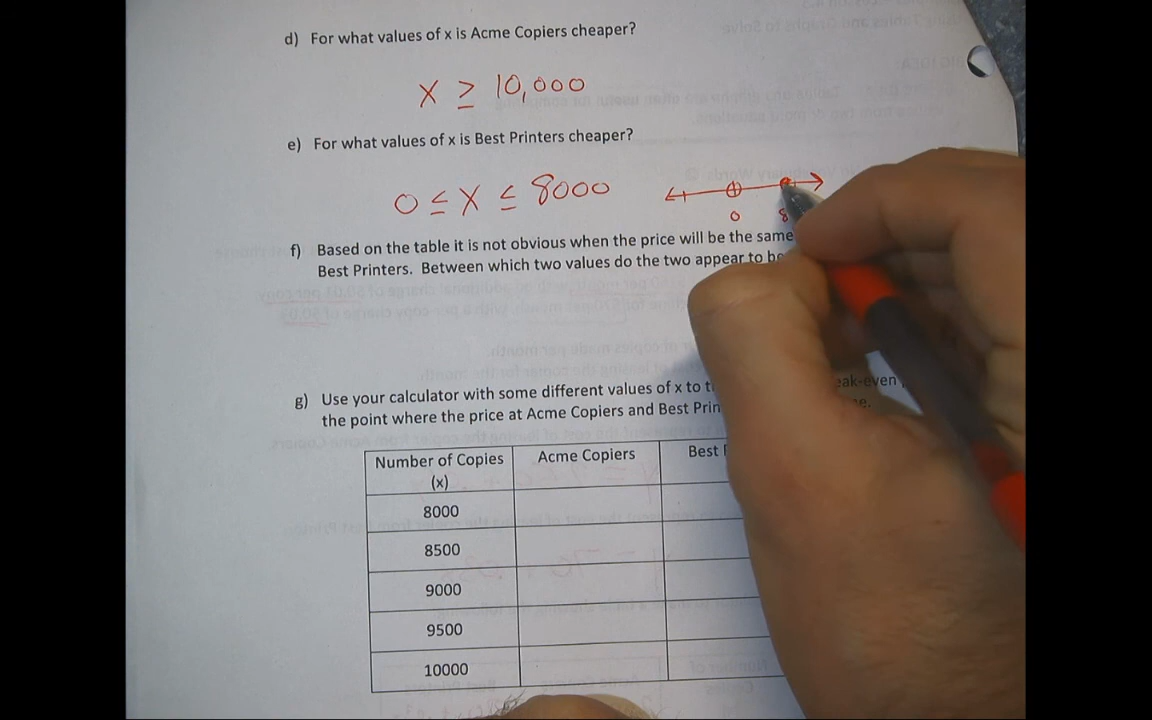 d) For what values of x is Acme Copiers cheaper?
X ≥ 10,000
e) For what values of x is Best Printers cheaper?
0 ≤ X ≤ 8000
0 8
f) Based on the table it is not obvious when the price will be the same
Best Printers. Between which two values do the two appear to be
g) Use your calculator with some different values of x to eak-even
the point where the price at Acme Copiers and Best Prin
Number of Copies Acme Copiers Best
(x)
8000
8500
9000
9500
10000